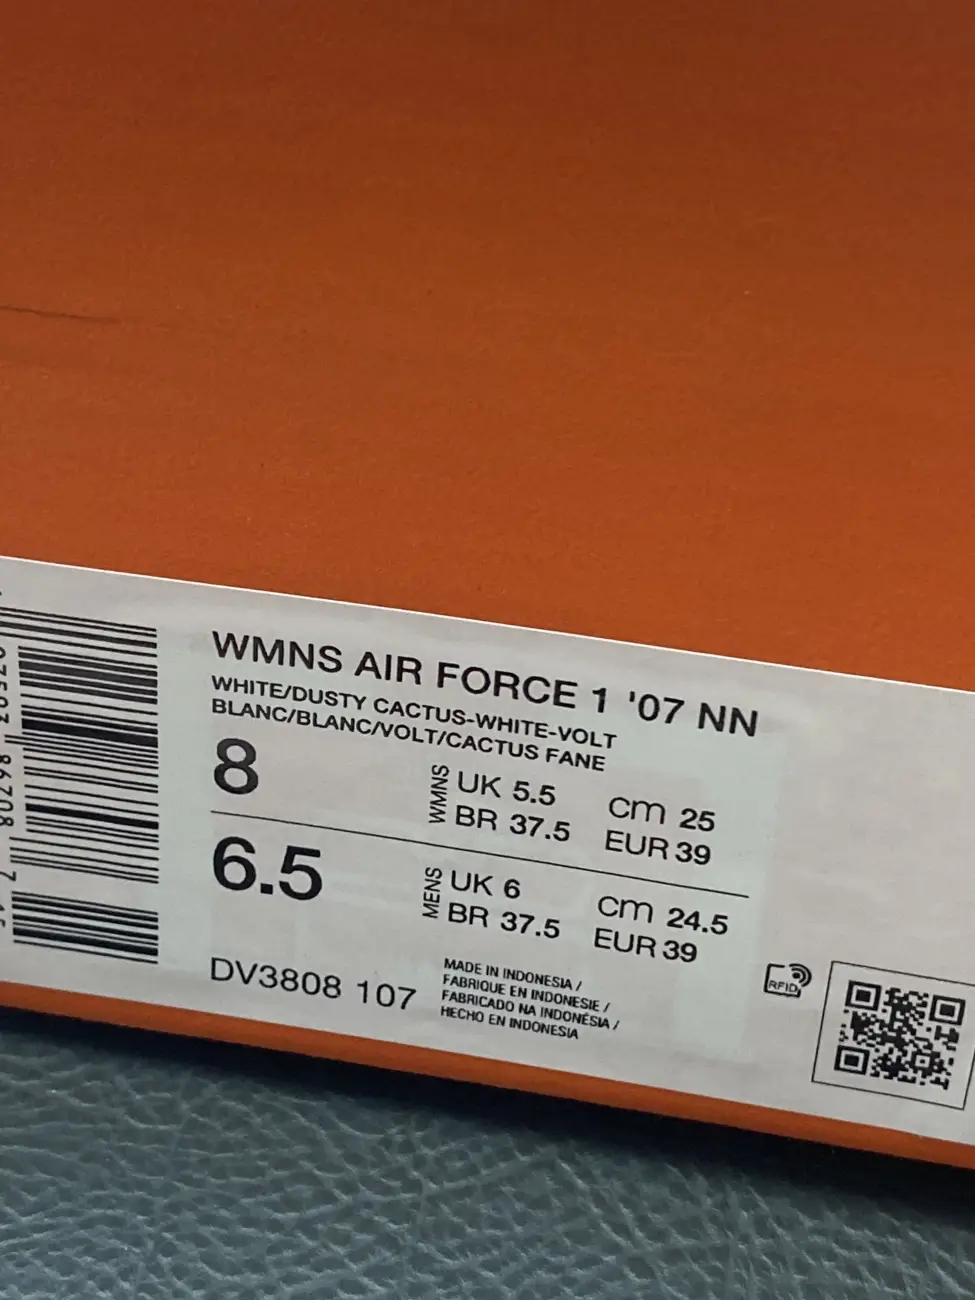 WMNS AIR FORCE 1 '07 NN
WHITE/DUSTY CACTUS-WHITE-VOLT
BLANC/BLANC/VOLT/CACTUS FANE
8
WMNS
UK 5.5
cm 25
BR 37.5
EUR 39
6.5
MENS
UK 6
cm 24.5
BR 37.5
EUR 39
DV3808 107
MADE IN INDONESIA /
FABRIQUE EN INDONESIE /
FABRICADO NA INDONÉSIA /
HECHO EN INDONESIA
RFID